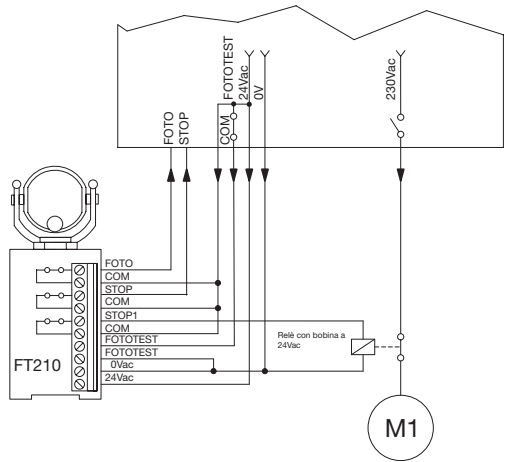 FOTOTEST
24Vac
0V
230Vac
FOTO
STOP
COM
FOTO
COM
STOP
COM
STOP1
COM
FOTOTEST
FOTOTEST
0Vac
24Vac
FT210
Relè con bobina a
24Vac
M1